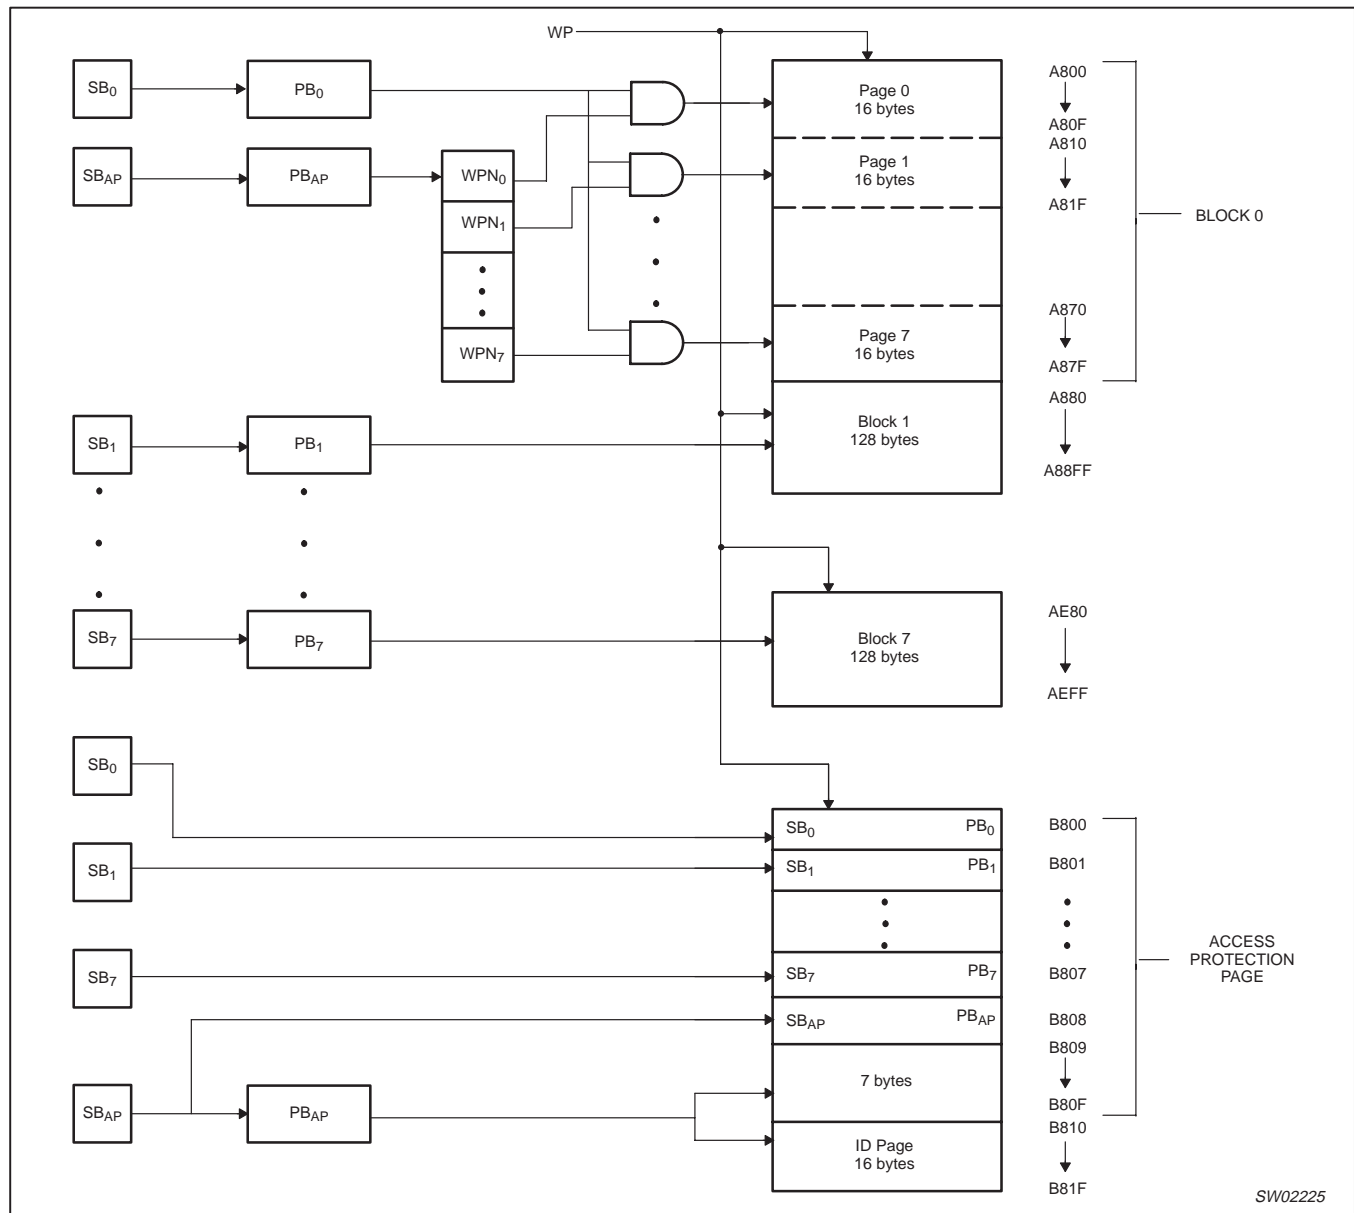 WP
SB0
PB0
Page 0
16 bytes
A800
A80F
SBAP
PBAP
WPN0
Page 1
16 bytes
A810
A81F
WPN1
BLOCK 0
WPN7
Page 7
16 bytes
A870
A87F
SB1
PB1
Block 1
128 bytes
A880
A88FF
SB7
PB7
Block 7
128 bytes
AE80
AEFF
SB0
SB0 PB0
B800
SB1
SB1 PB1
B801
SB7
SB7 PB7
B807
ACCESS
PROTECTION
PAGE
SBAP PBAP
B808
B809
SBAP
PBAP
7 bytes
B80F
B810
ID Page
16 bytes
B81F
SW02225